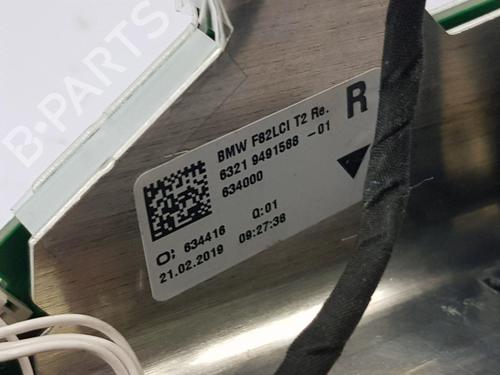 BMW F82LCI T2 Re.
6321 9491588 -01
634000
R
O: 634416 Q:01
21.02.2019 09:27:38
B-PARTS